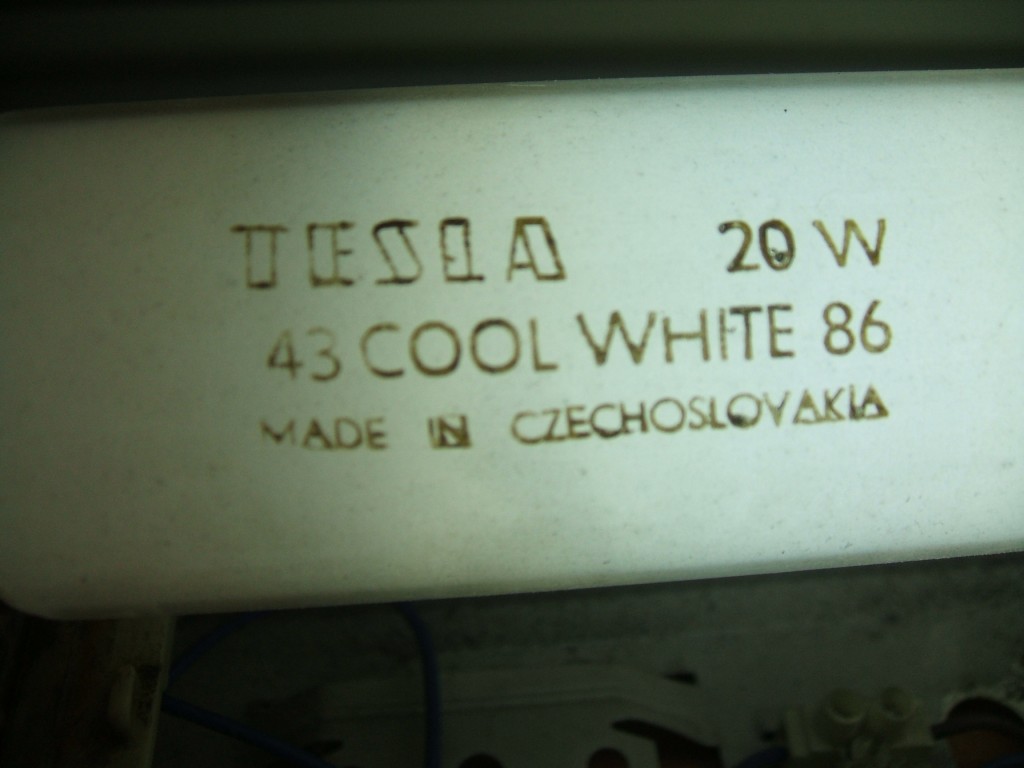 TESLA 20 W
43 COOL WHITE 86
MADE IN CZECHOSLOVAKIA